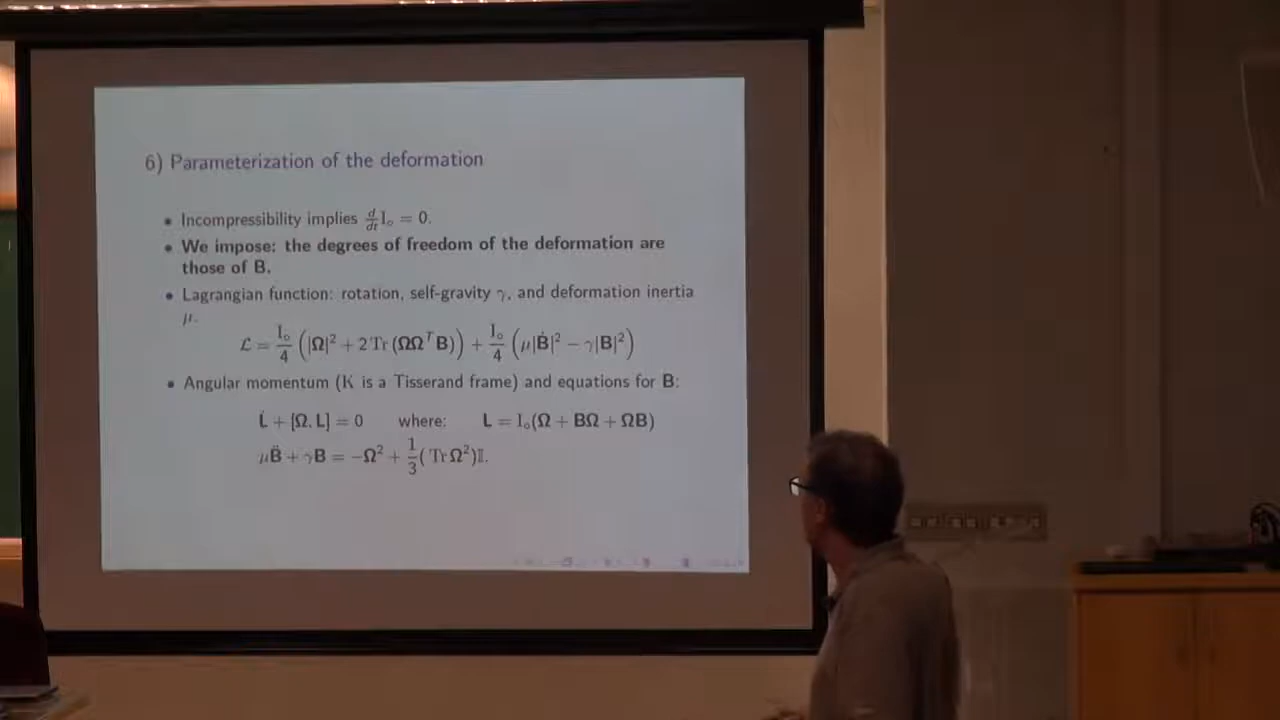 6) Parameterization of the deformation
• Incompressibility implies d/dt I∘ = 0.
• We impose: the degrees of freedom of the deformation are
those of B.
• Lagrangian function: rotation, self-gravity γ, and deformation inertia
μ.
ℒ = I∘/4 (|Ω|² + 2 Tr (ΩΩᵀB)) + I∘/4 (μ|Ḃ|² − γ|B|²)
• Angular momentum (K is a Tisserand frame) and equations for B:
L̇ + [Ω, L] = 0 where: L = I∘(Ω + BΩ + ΩB)
μB̈ + γB = −Ω² + 1/3 (Tr Ω²)𝕀.